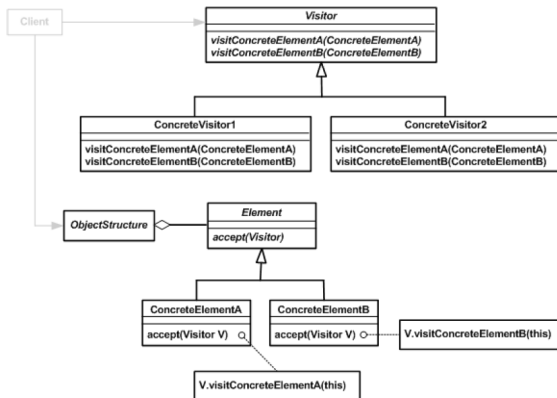 Client
Visitor
visitConcreteElementA(ConcreteElementA)
visitConcreteElementB(ConcreteElementB)
ConcreteVisitor1
visitConcreteElementA(ConcreteElementA)
visitConcreteElementB(ConcreteElementB)
ConcreteVisitor2
visitConcreteElementA(ConcreteElementA)
visitConcreteElementB(ConcreteElementB)
ObjectStructure
Element
accept(Visitor)
ConcreteElementA
accept(Visitor V)
ConcreteElementB
accept(Visitor V)
V.visitConcreteElementB(this)
V.visitConcreteElementA(this)